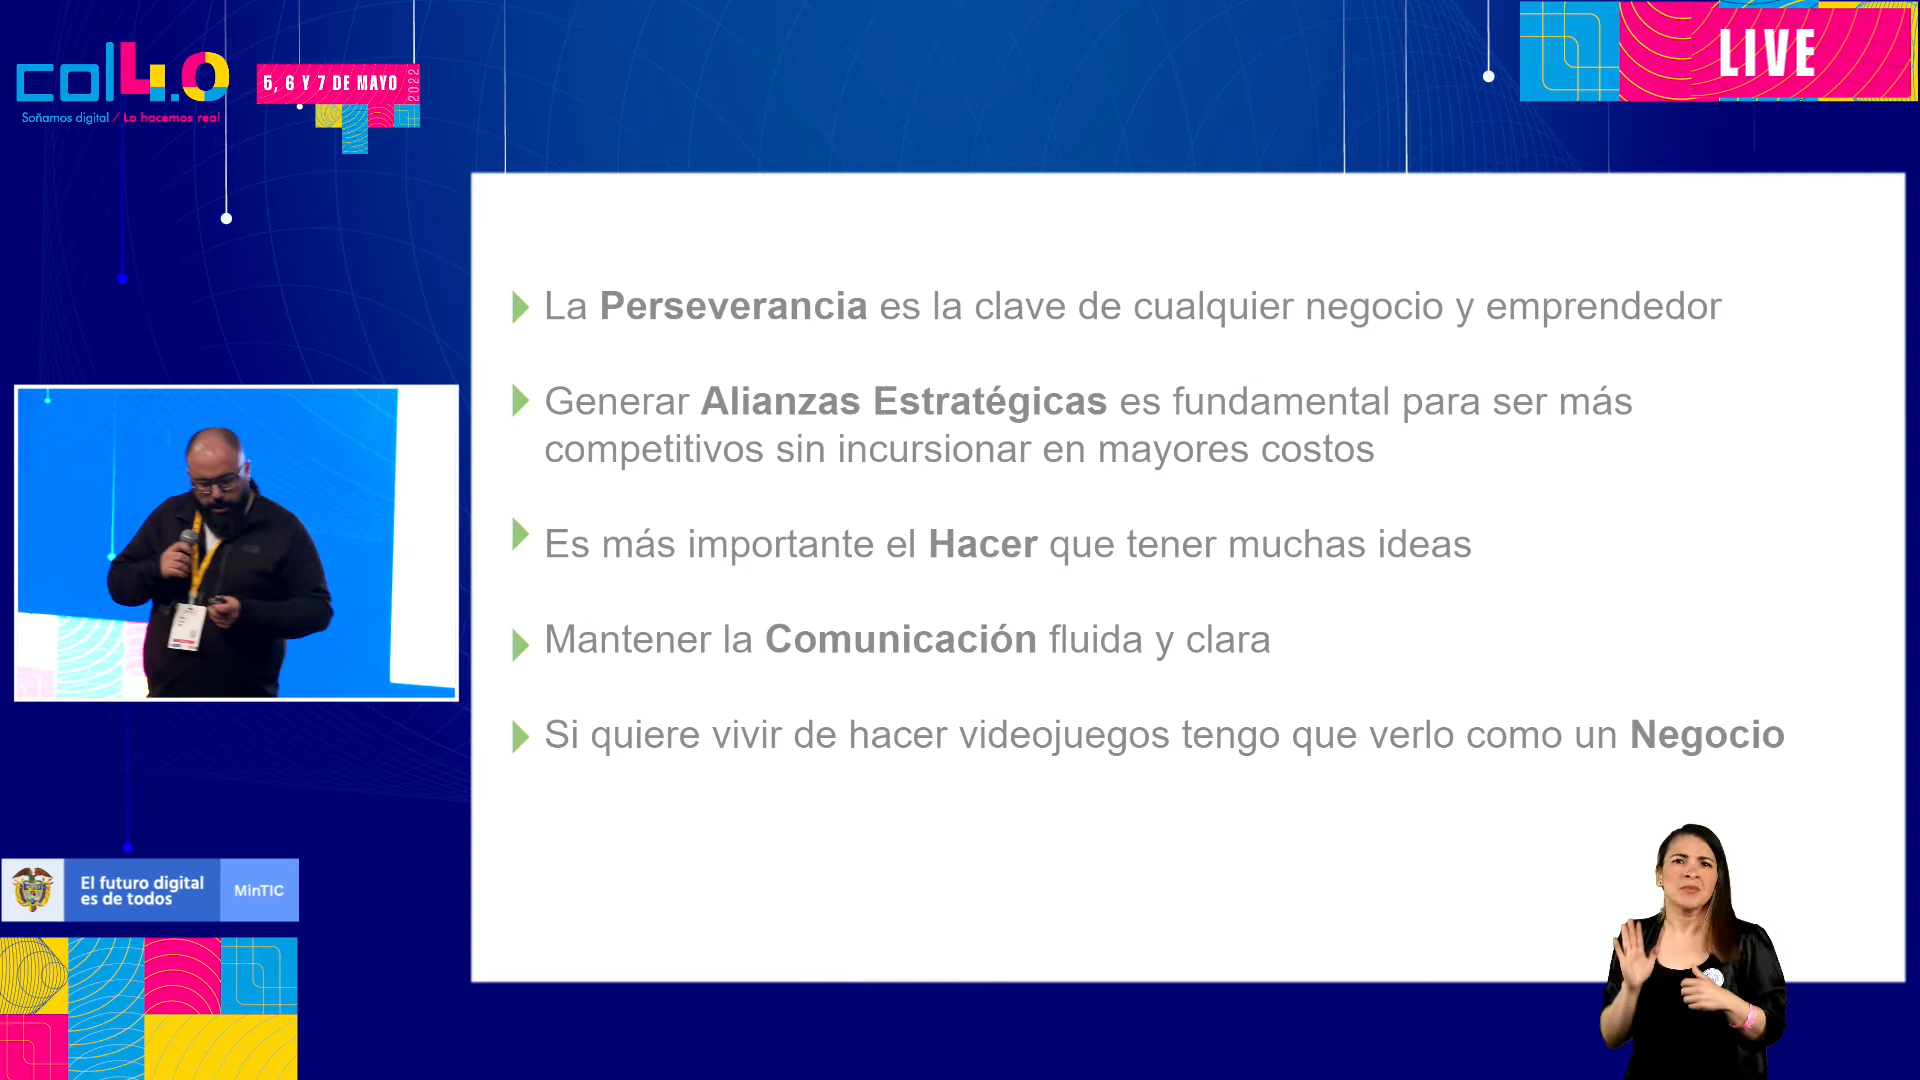 col4.0
Soñamos digital / Lo hacemos real
5, 6 Y 7 DE MAYO
2022
LIVE
La Perseverancia es la clave de cualquier negocio y emprendedor
Generar Alianzas Estratégicas es fundamental para ser más
competitivos sin incursionar en mayores costos
Es más importante el Hacer que tener muchas ideas
Mantener la Comunicación fluida y clara
Si quiere vivir de hacer videojuegos tengo que verlo como un Negocio
El futuro digital
es de todos
MinTIC